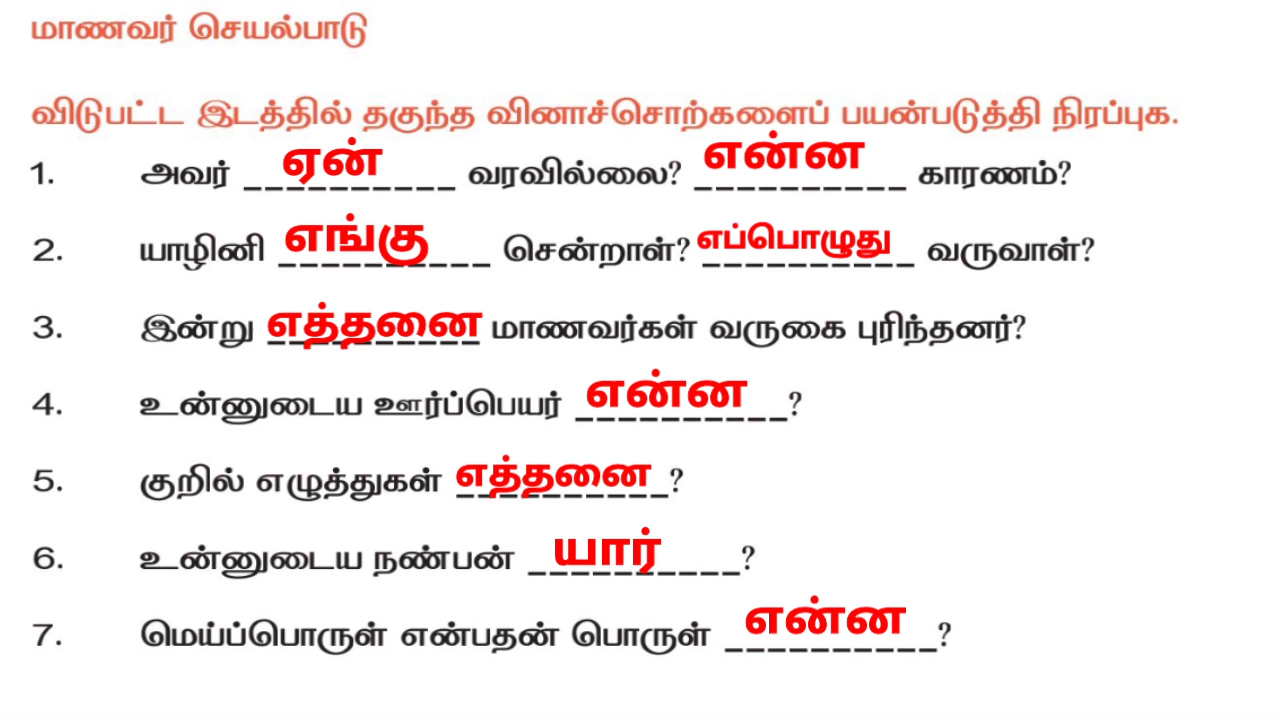 மாணவர் செயல்பாடு
விடுபட்ட இடத்தில் தகுந்த வினாச்சொற்களைப் பயன்படுத்தி நிரப்புக.
1. அவர் ஏன் வரவில்லை? என்ன காரணம்?
2. யாழினி எங்கு சென்றாள்? எப்பொழுது வருவாள்?
3. இன்று எத்தனை மாணவர்கள் வருகை புரிந்தனர்?
4. உன்னுடைய ஊர்ப்பெயர் என்ன?
5. குறில் எழுத்துகள் எத்தனை?
6. உன்னுடைய நண்பன் யார்?
7. மெய்ப்பொருள் என்பதன் பொருள் என்ன?